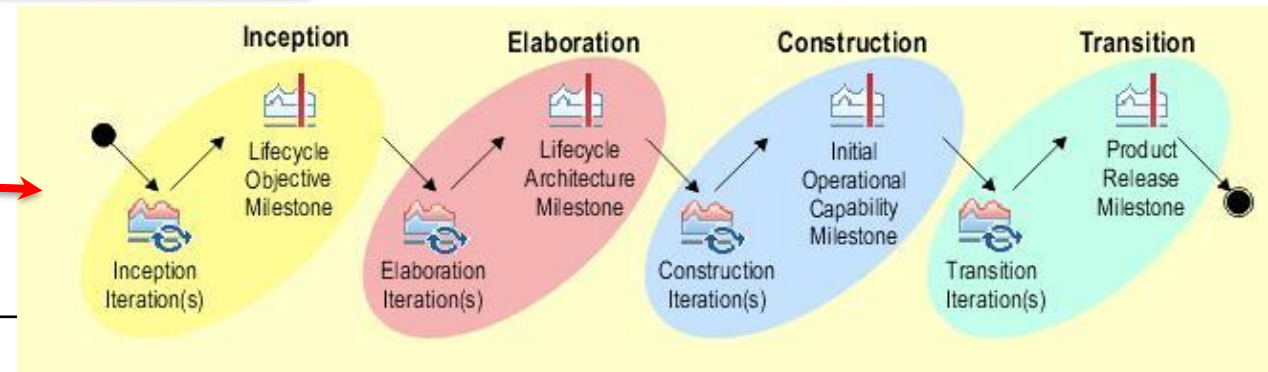 Inception
Elaboration
Construction
Transition
Lifecycle
Objective
Milestone
Inception
Iteration(s)
Lifecycle
Architecture
Milestone
Elaboration
Iteration(s)
Initial
Operational
Capability
Milestone
Construction
Iteration(s)
Product
Release
Milestone
Transition
Iteration(s)